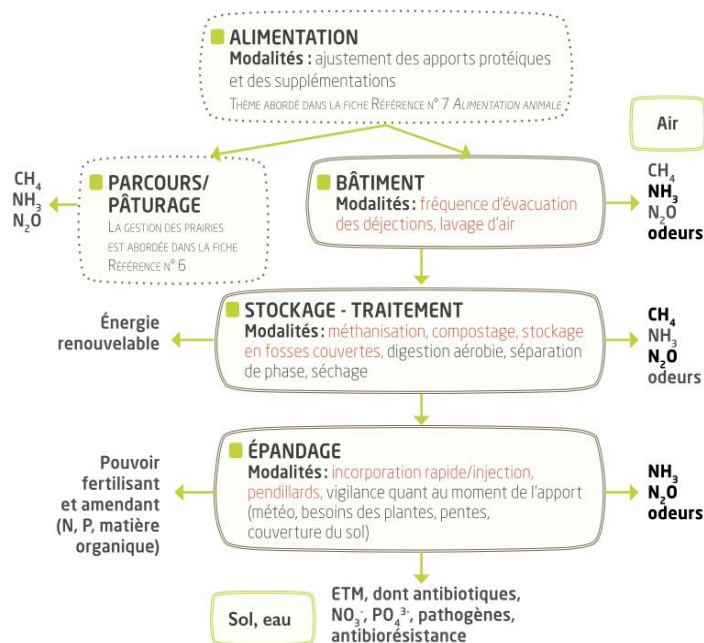 ALIMENTATION
Modalités : ajustement des apports protéiques
et des supplémentations
Thème abordé dans la fiche Référence n° 7 Alimentation animale
Air
CH₄
NH₃
N₂O
PARCOURS/
PÂTURAGE
La gestion des prairies
est abordée dans la fiche
Référence n° 6
BÂTIMENT
Modalités : fréquence d'évacuation
des déjections, lavage d'air
CH₄
NH₃
N₂O
odeurs
Énergie
renouvelable
STOCKAGE - TRAITEMENT
Modalités : méthanisation, compostage, stockage
en fosses couvertes, digestion aérobie, séparation
de phase, séchage
CH₄
NH₃
N₂O
odeurs
Pouvoir
fertilisant
et amendant
(N, P, matière
organique)
ÉPANDAGE
Modalités : incorporation rapide/injection,
pendillards, vigilance quant au moment de l'apport
(météo, besoins des plantes, pentes,
couverture du sol)
NH₃
N₂O
odeurs
Sol, eau
ETM, dont antibiotiques,
NO₃⁻, PO₄³⁻, pathogènes,
antibiorésistance